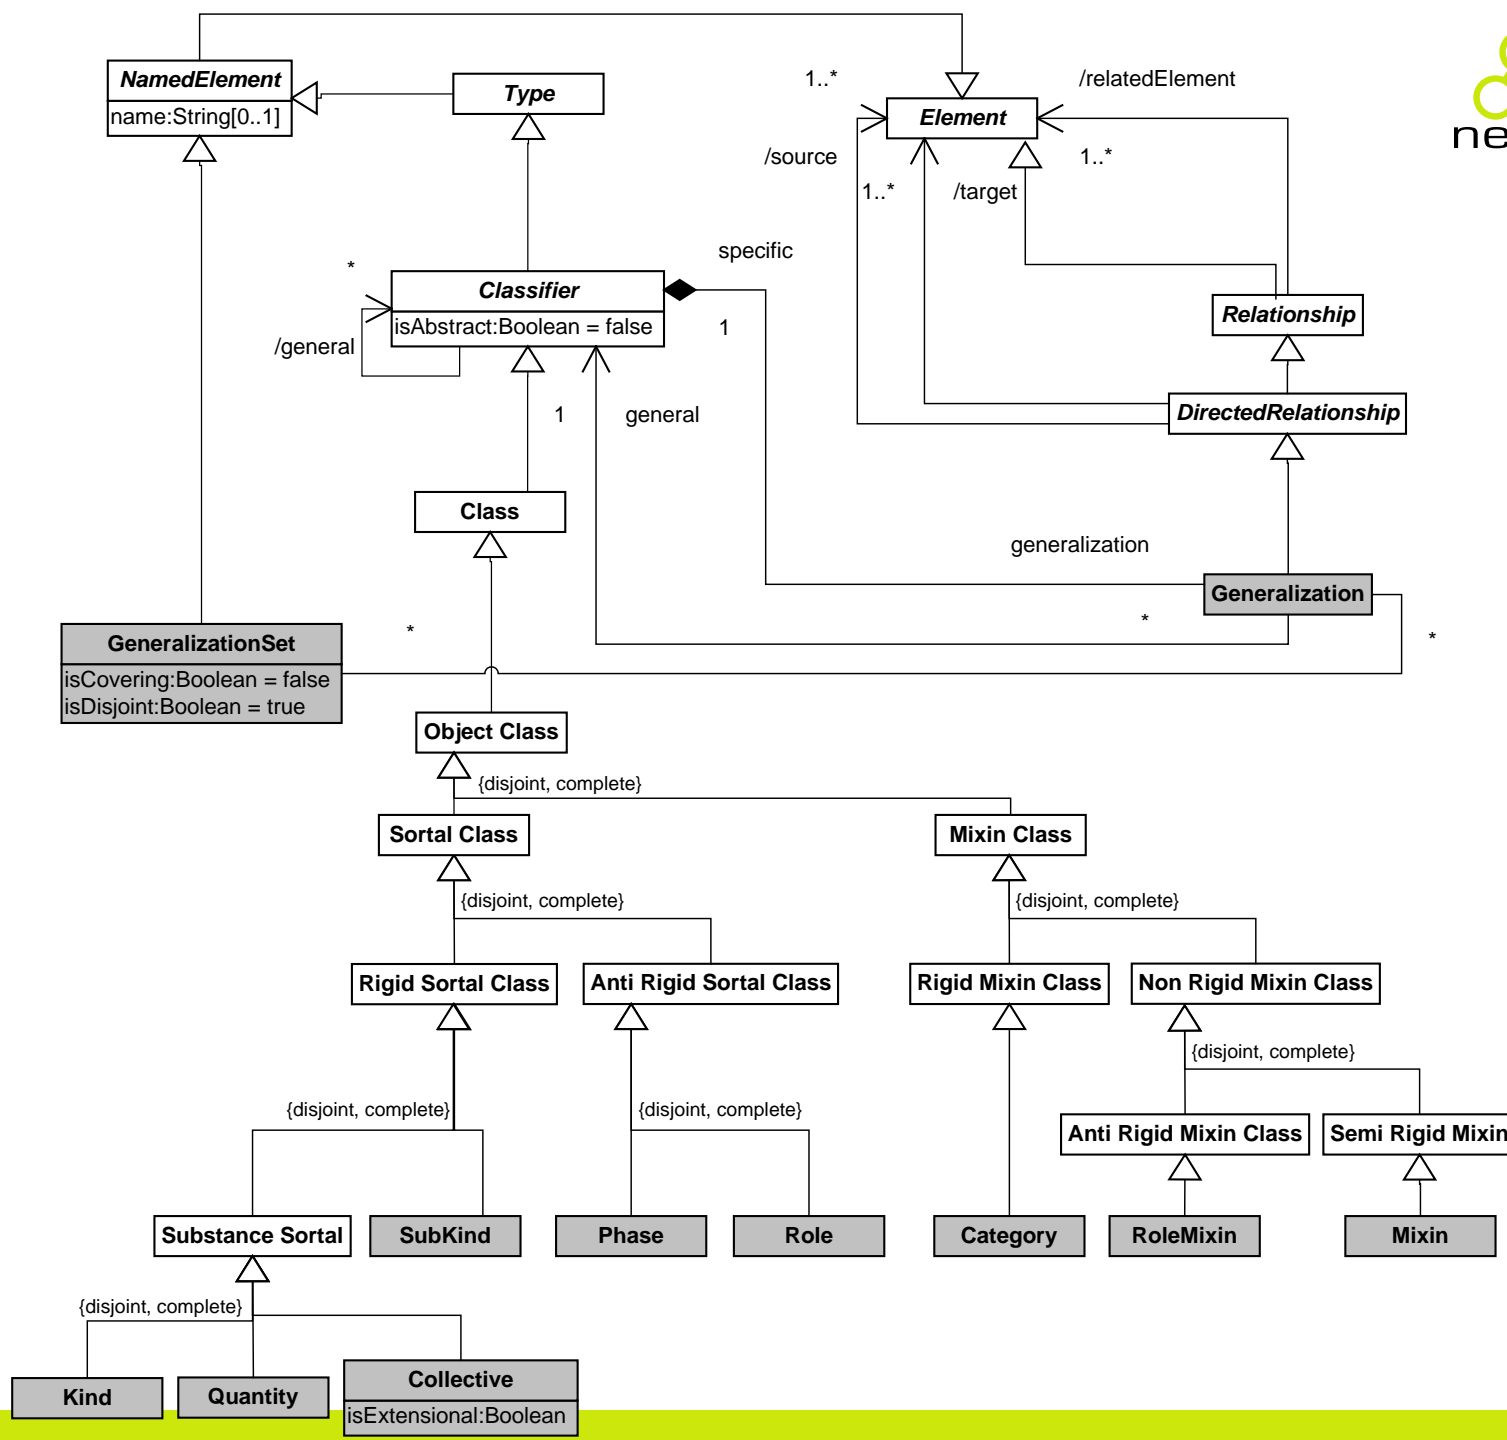 NamedElement
name:String[0..1]
Type
1..*
/relatedElement
Element
/source
1..*
1..*
/target
ne
specific
*
Classifier
isAbstract:Boolean = false
1
/general
Relationship
1
general
DirectedRelationship
Class
generalization
Generalization
*
*
*
GeneralizationSet
isCovering:Boolean = false
isDisjoint:Boolean = true
Object Class
{disjoint, complete}
Sortal Class
Mixin Class
{disjoint, complete}
{disjoint, complete}
Rigid Sortal Class
Anti Rigid Sortal Class
Rigid Mixin Class
Non Rigid Mixin Class
{disjoint, complete}
{disjoint, complete}
{disjoint, complete}
Anti Rigid Mixin Class
Semi Rigid Mixin
Substance Sortal
SubKind
Phase
Role
Category
RoleMixin
Mixin
{disjoint, complete}
Kind
Quantity
Collective
isExtensional:Boolean